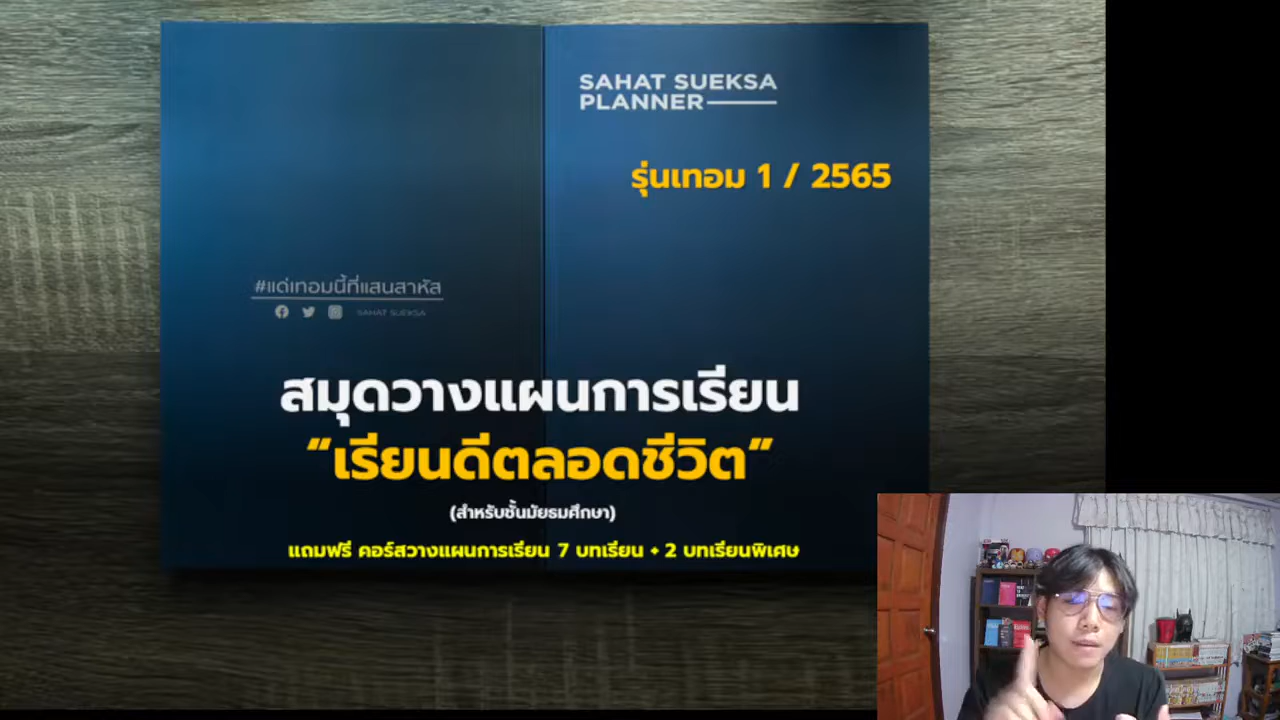 SAHAT SUEKSA
PLANNER
รุ่นเทอม 1 / 2565
#แด่เทอมนี้ที่แสนสาหัส
SAHAT SUEKSA
สมุดวางแผนการเรียน
“เรียนดีตลอดชีวิต”
(สำหรับชั้นมัธยมศึกษา)
แถมฟรี คอร์สวางแผนการเรียน 7 บทเรียน + 2 บทเรียนพิเศษ